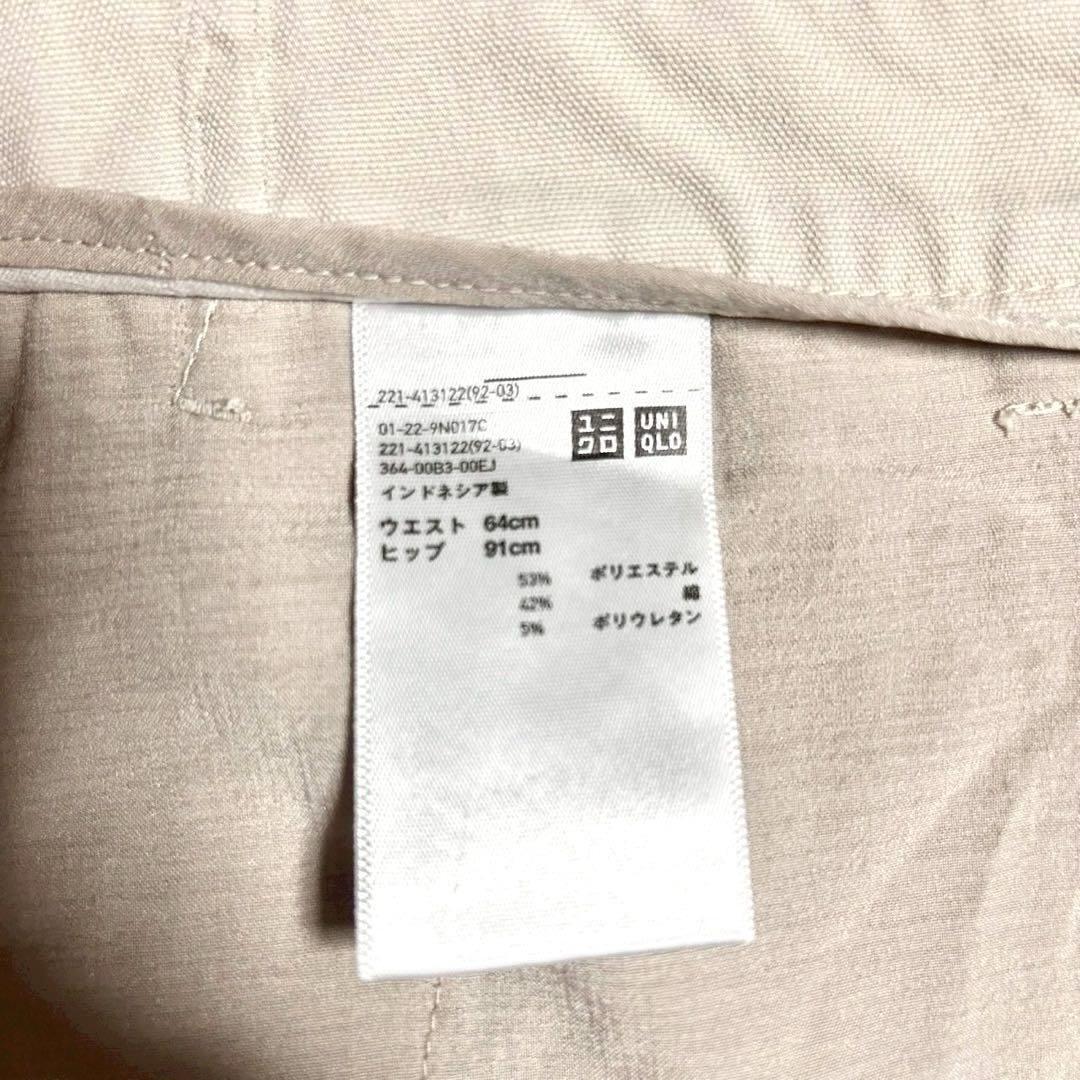 221-413122(92-03)
01-22-9N017C
221-413122(92-03)
364-00B3-00EJ
ユニクロ
UNIQLO
インドネシア製
ウエスト 64cm
ヒップ 91cm
53% ポリエステル
42% 綿
5% ポリウレタン